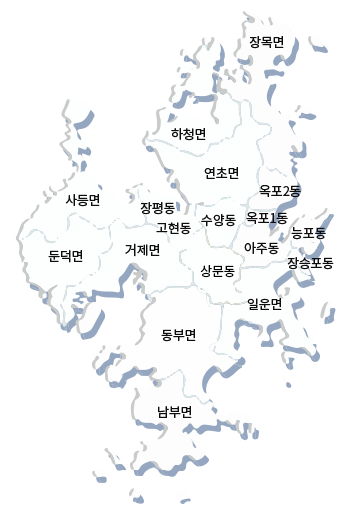 장목면
하청면
연초면
옥포2동
사등면
장평동
수양동
옥포1동
고현동
능포동
둔덕면
거제면
아주동
상문동
장승포동
일운면
동부면
남부면